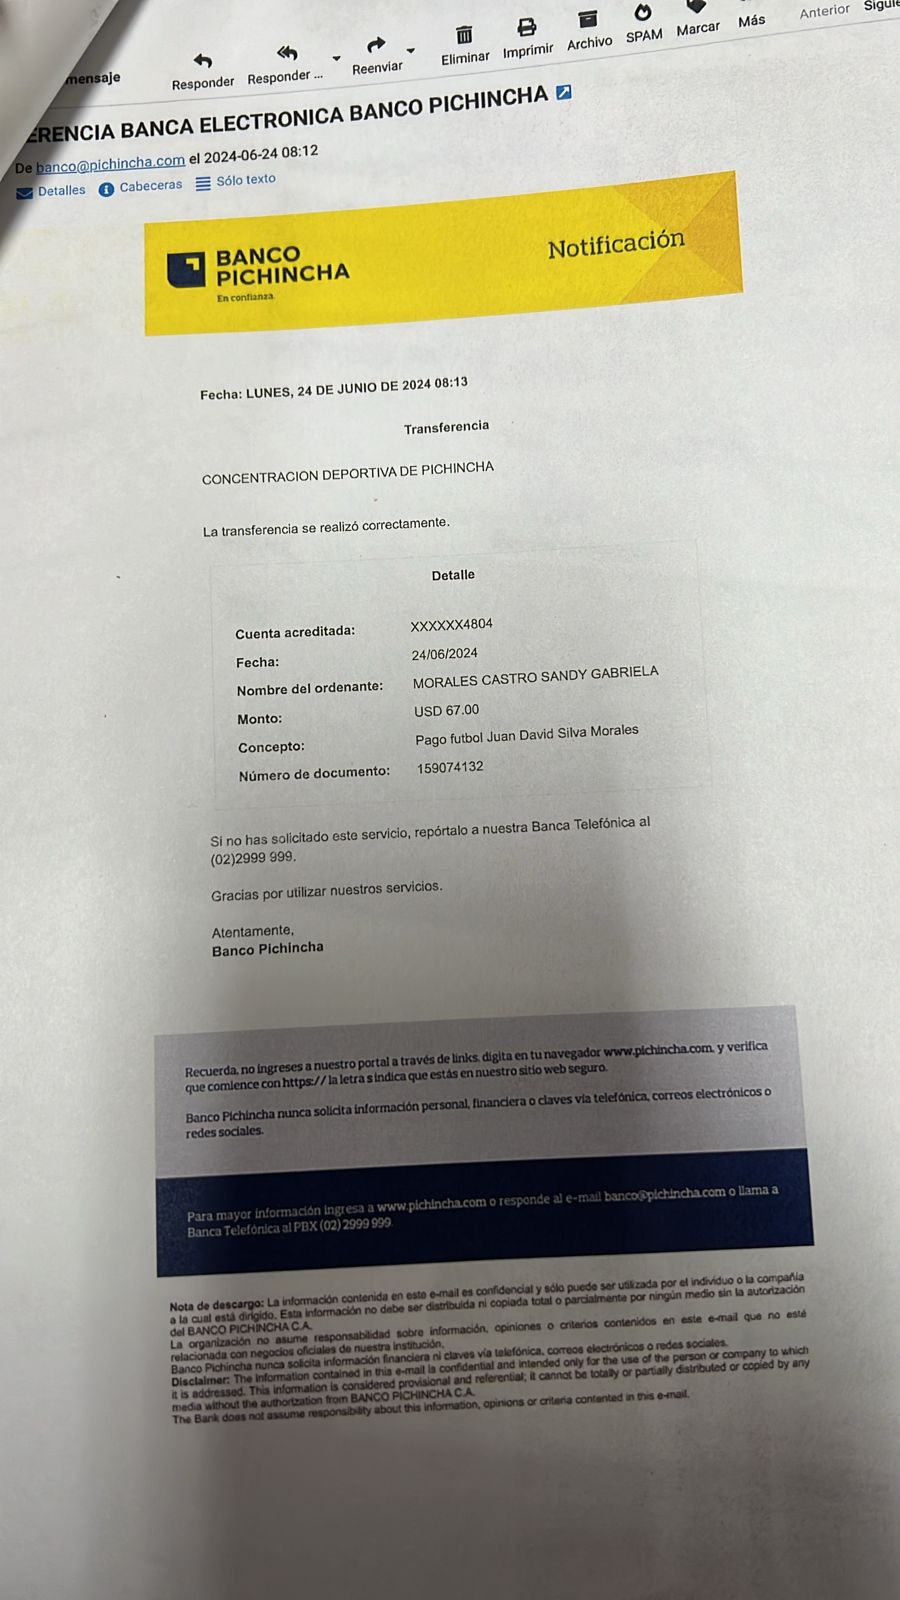 mensaje
Responder
Responder ...
Reenviar
Eliminar
Imprimir
Archivo
SPAM
Marcar
Más
Anterior
BANCA ELECTRONICA BANCO PICHINCHA
De banco@pichincha.com el 2024-06-24 08:12
Detalles Cabeceras Sólo texto
BANCO
PICHINCHA
En confianza.
Notificación
Fecha: LUNES, 24 DE JUNIO DE 2024 08:13
Transferencia
CONCENTRACION DEPORTIVA DE PICHINCHA
La transferencia se realizó correctamente.
Detalle
Cuenta acreditada: XXXXXX4804
Fecha: 24/06/2024
Nombre del ordenante: MORALES CASTRO SANDY GABRIELA
Monto: USD 67.00
Concepto: Pago futbol Juan David Silva Morales
Número de documento: 159074132
Si no has solicitado este servicio, repórtalo a nuestra Banca Telefónica al
(02)2999 999.
Gracias por utilizar nuestros servicios.
Atentamente,
Banco Pichincha
Recuerda, no ingreses a nuestro portal a través de links, digita en tu navegador www.pichincha.com, y verifica
que comience con https:// la letra s indica que estás en nuestro sitio web seguro.
Banco Pichincha nunca solicita información personal, financiera o claves vía telefónica, correos electrónicos o
redes sociales.
Para mayor información ingresa a www.pichincha.com o responde al e-mail banco@pichincha.com o llama a
Banca Telefónica al PBX (02) 2999 999.
Nota de descargo: La información contenida en este e-mail es confidencial y sólo puede ser utilizada por el individuo o la compañía
a la cual está dirigido. Esta información no debe ser distribuida ni copiada total o parcialmente por ningún medio sin la autorización
del BANCO PICHINCHA C.A.
La organización no asume responsabilidad sobre información, opiniones o criterios contenidos en este e-mail que no esté
relacionada con negocios oficiales de nuestra institución.
Banco Pichincha nunca solicita información financiera ni claves vía telefónica, correos electrónicos o redes sociales.
Disclaimer: The Information contained in this e-mail is confidential and intended only for the use of the person or company to which
it is addressed. This information is considered provisional and referential; it cannot be totally or partially distributed or copied by any
media without the authorization from BANCO PICHINCHA C.A.
The Bank does not assume responsibility about this information, opinions or criteria contented in this e-mail.